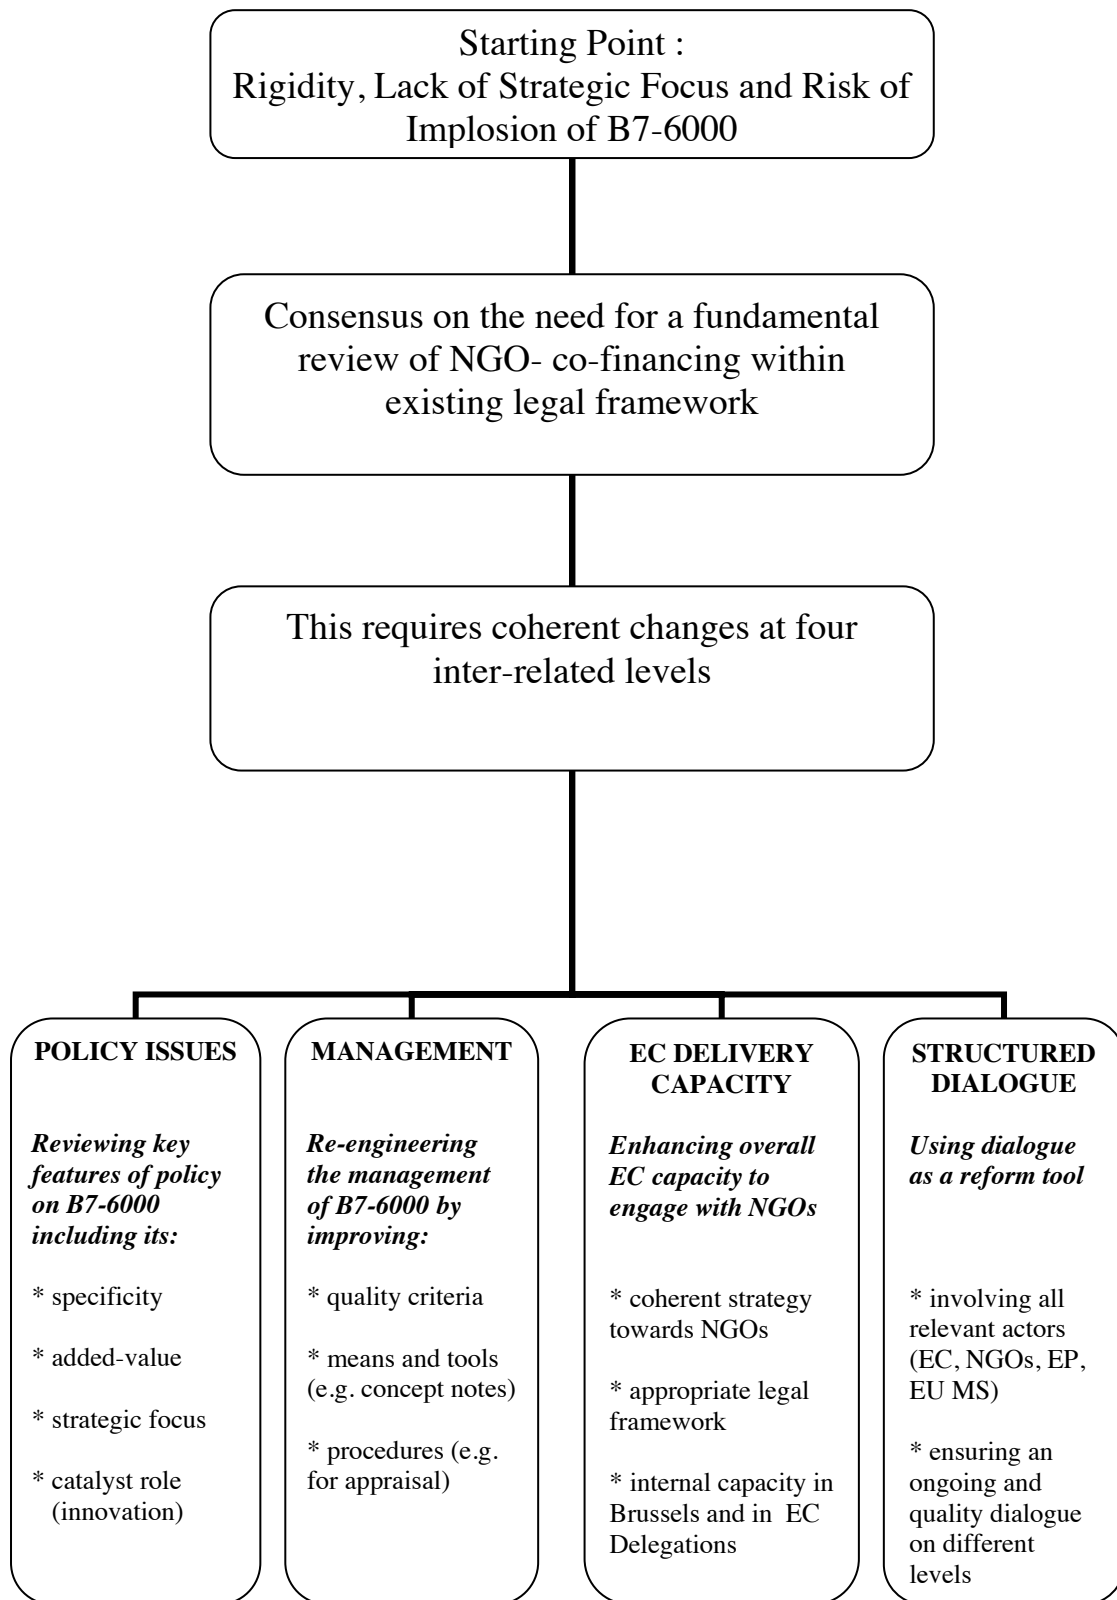 Starting Point :
Rigidity, Lack of Strategic Focus and Risk of
Implosion of B7-6000
Consensus on the need for a fundamental
review of NGO- co-financing within
existing legal framework
This requires coherent changes at four
inter-related levels
POLICY ISSUES
Reviewing key
features of policy
on B7-6000
including its:
* specificity
* added-value
* strategic focus
* catalyst role
(innovation)
MANAGEMENT
Re-engineering
the management
of B7-6000 by
improving:
* quality criteria
* means and tools
(e.g. concept notes)
* procedures (e.g.
for appraisal)
EC DELIVERY
CAPACITY
Enhancing overall
EC capacity to
engage with NGOs
* coherent strategy
towards NGOs
* appropriate legal
framework
* internal capacity in
Brussels and in  EC
Delegations
STRUCTURED
DIALOGUE
Using dialogue
as a reform tool
* involving all
relevant actors
(EC, NGOs, EP,
EU MS)
* ensuring an
ongoing and
quality dialogue
on different
levels